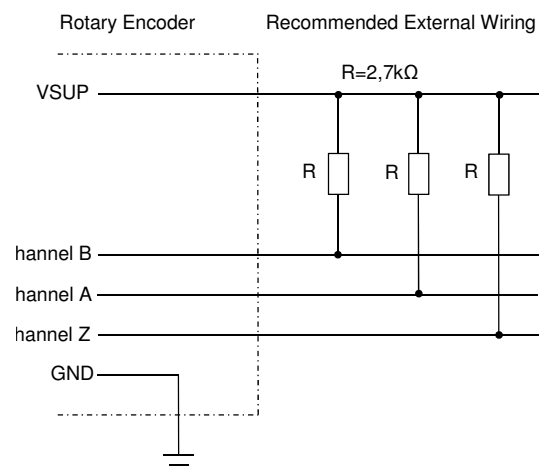 Rotary Encoder
Recommended External Wiring
R=2,7kΩ
VSUP
R
R
R
hannel B
hannel A
hannel Z
GND